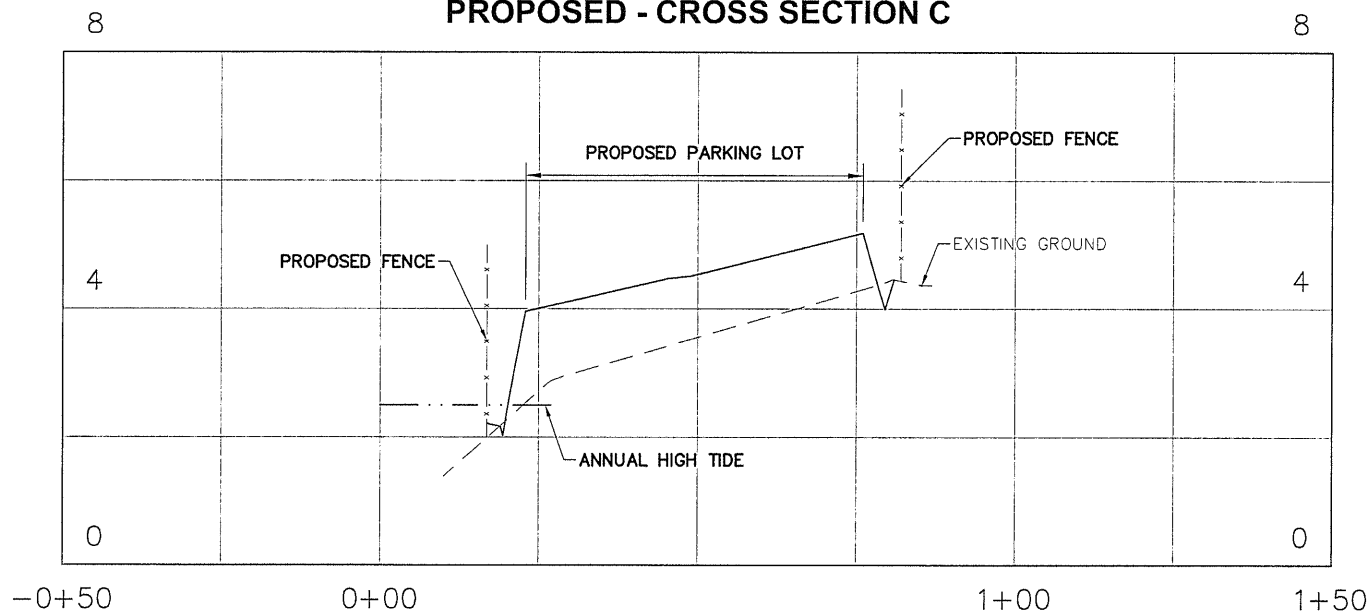 PROPOSED - CROSS SECTION C
8
8
PROPOSED PARKING LOT
PROPOSED FENCE
EXISTING GROUND
PROPOSED FENCE
4
4
ANNUAL HIGH TIDE
0
0
-0+50
0+00
1+00
1+50